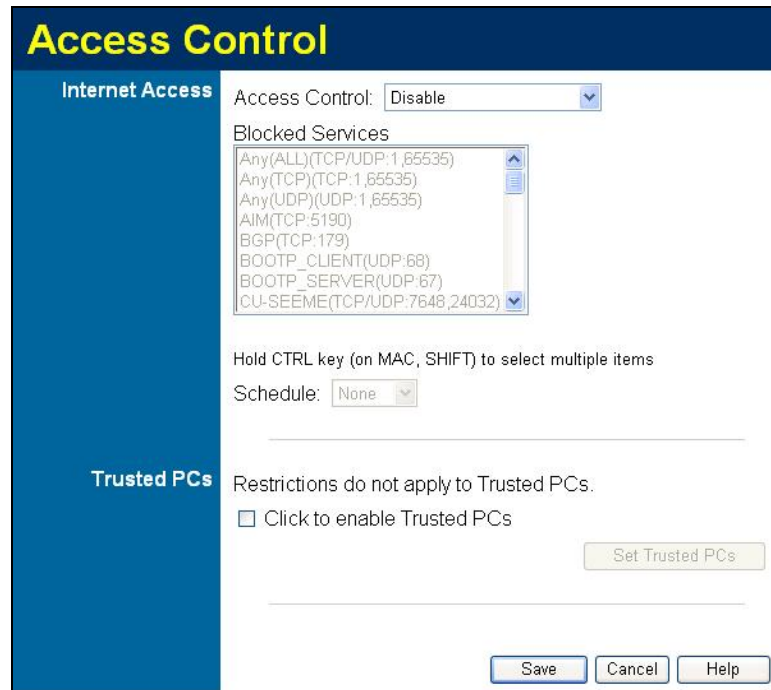 Access Control
Internet Access
Access Control: Disable
Blocked Services
Any(ALL)(TCP/UDP:1,65535)
Any(TCP)(TCP:1,65535)
Any(UDP)(UDP:1,65535)
AIM(TCP:5190)
BGP(TCP:179)
BOOTP_CLIENT(UDP:68)
BOOTP_SERVER(UDP:67)
CU-SEEME(TCP/UDP:7648,24032)
Hold CTRL key (on MAC, SHIFT) to select multiple items
Schedule: None
Trusted PCs
Restrictions do not apply to Trusted PCs.
Click to enable Trusted PCs
Set Trusted PCs
Save Cancel Help